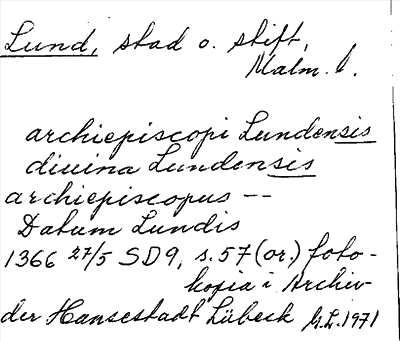 Lund, stad o. stift,
Malm. l.
archiepiscopi Lundensis
diuina Lundensis
archiepiscopus --
Datum Lundis
1366 27/5 SD9, s. 57 (or.) foto-
kopia i Archiv
der Hansestadt Lübeck G.L. 1971